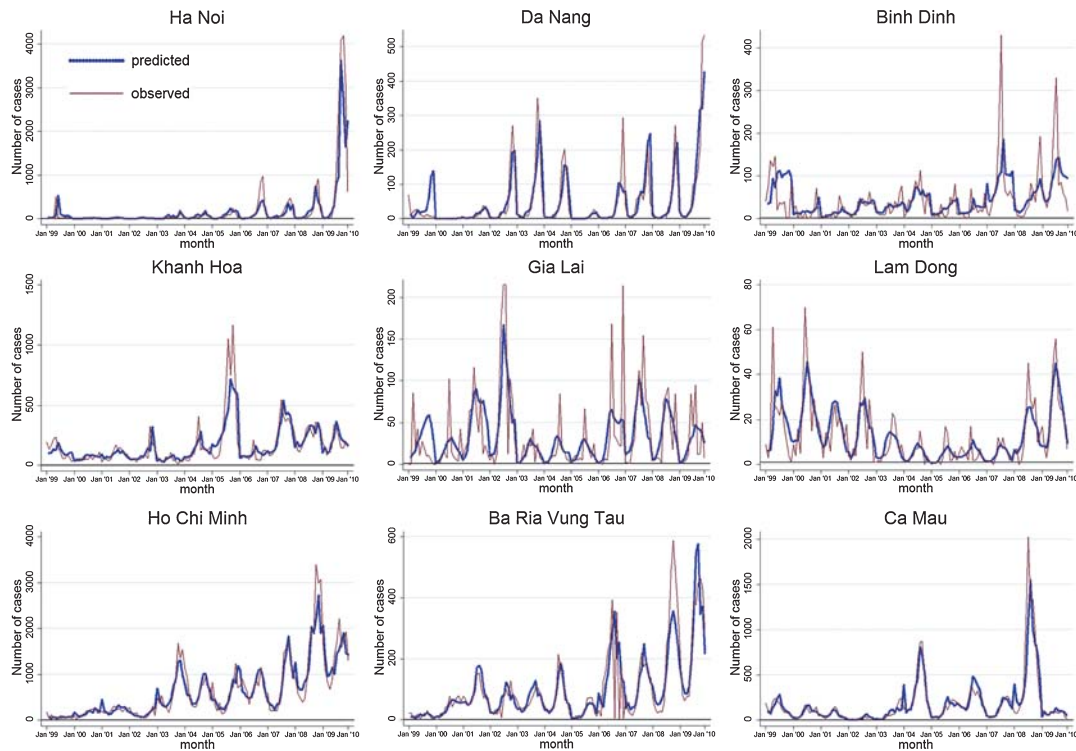 Ha Noi
Number of cases
4000
3000
2000
1000
0
predicted
observed
Jan '99 Jan '00 Jan '01 Jan '02 Jan '03 Jan '04 Jan '05 Jan '06 Jan '07 Jan '08 Jan '09 Jan '10
month
Da Nang
Number of cases
500
400
300
200
100
0
Jan '99 Jan '00 Jan '01 Jan '02 Jan '03 Jan '04 Jan '05 Jan '06 Jan '07 Jan '08 Jan '09 Jan '10
month
Binh Dinh
Number of cases
400
300
200
100
0
Jan '99 Jan '00 Jan '01 Jan '02 Jan '03 Jan '04 Jan '05 Jan '06 Jan '07 Jan '08 Jan '09 Jan '10
month
Khanh Hoa
Number of cases
1500
1000
500
0
Jan '99 Jan '00 Jan '01 Jan '02 Jan '03 Jan '04 Jan '05 Jan '06 Jan '07 Jan '08 Jan '09 Jan '10
month
Gia Lai
Number of cases
200
150
100
50
0
Jan '99 Jan '00 Jan '01 Jan '02 Jan '03 Jan '04 Jan '05 Jan '06 Jan '07 Jan '08 Jan '09 Jan '10
month
Lam Dong
Number of cases
80
60
40
20
0
Jan '99 Jan '00 Jan '01 Jan '02 Jan '03 Jan '04 Jan '05 Jan '06 Jan '07 Jan '08 Jan '09 Jan '10
month
Ho Chi Minh
Number of cases
4000
3000
2000
1000
0
Jan '99 Jan '00 Jan '01 Jan '02 Jan '03 Jan '04 Jan '05 Jan '06 Jan '07 Jan '08 Jan '09 Jan '10
month
Ba Ria Vung Tau
Number of cases
600
400
200
0
Jan '99 Jan '00 Jan '01 Jan '02 Jan '03 Jan '04 Jan '05 Jan '06 Jan '07 Jan '08 Jan '09 Jan '10
month
Ca Mau
Number of cases
2000
1500
1000
500
0
Jan '99 Jan '00 Jan '01 Jan '02 Jan '03 Jan '04 Jan '05 Jan '06 Jan '07 Jan '08 Jan '09 Jan '10
month